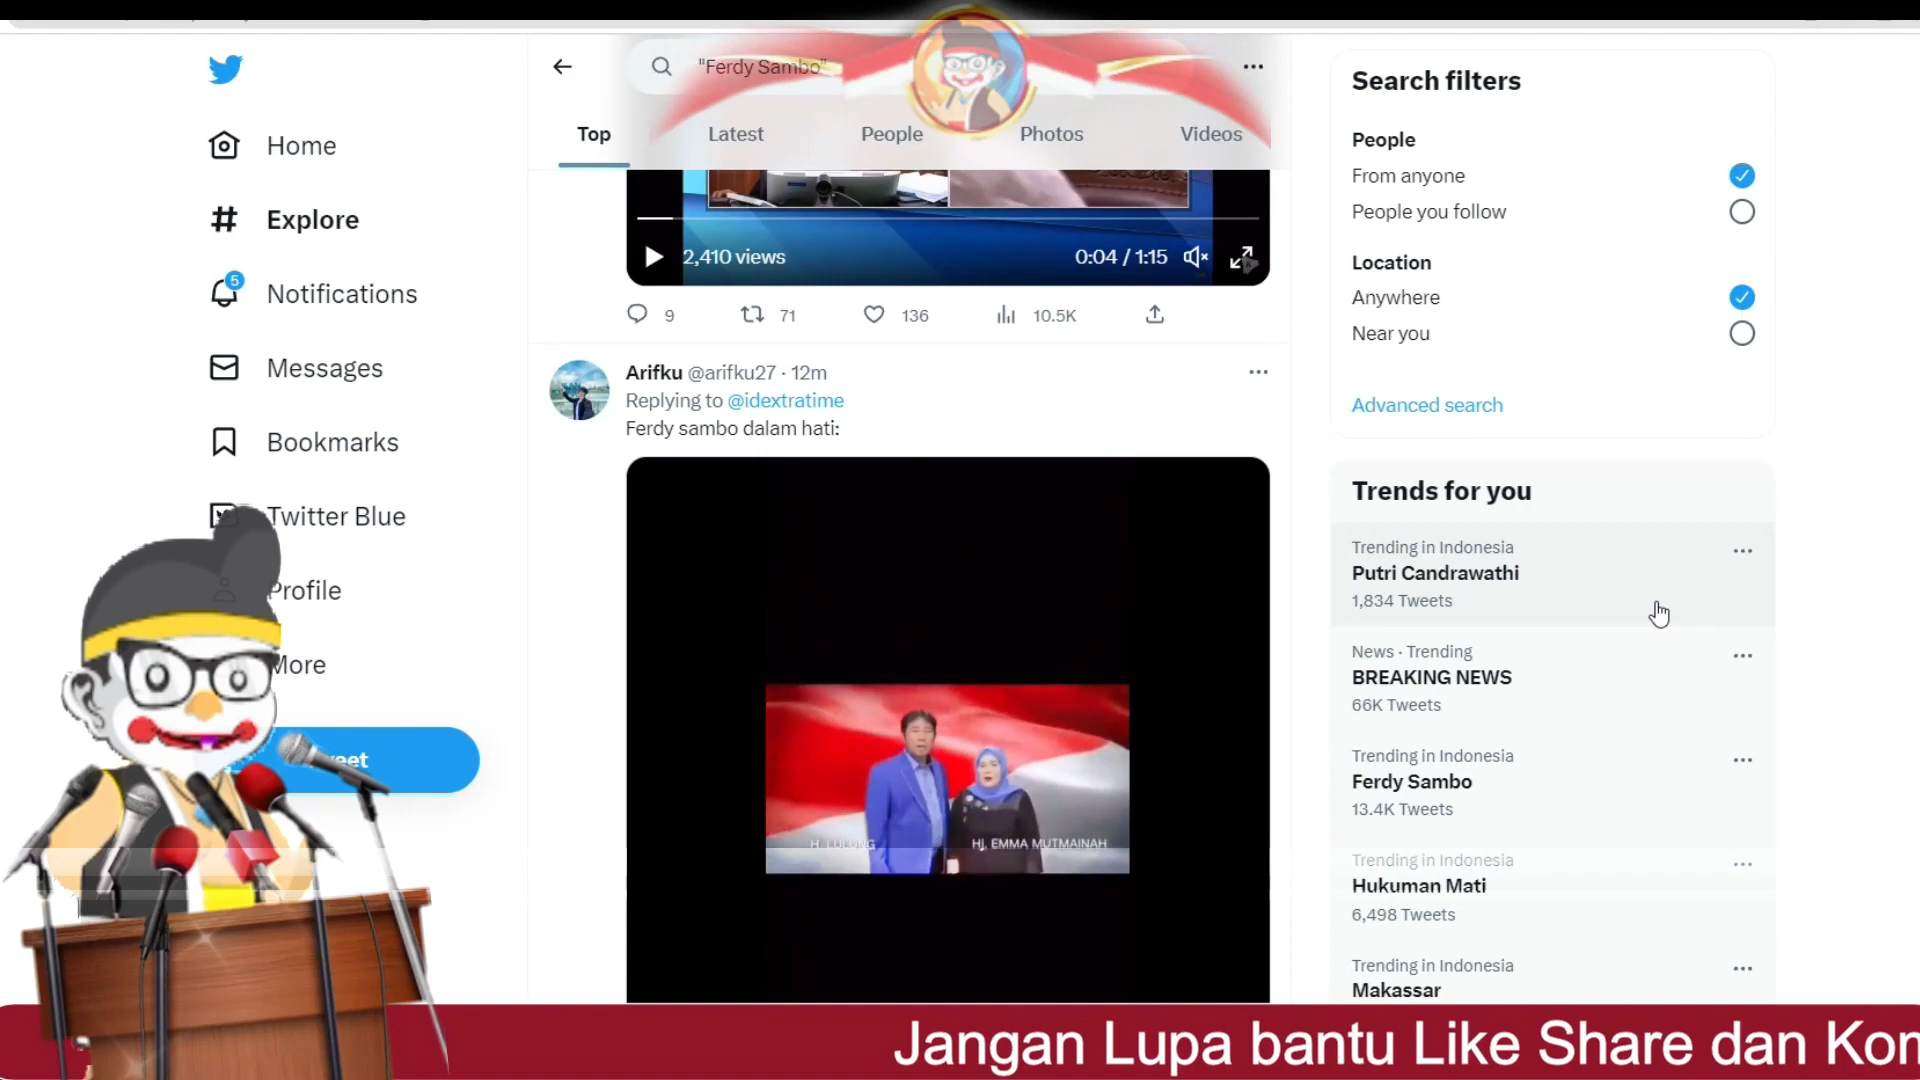 "Ferdy Sambo"
Top
Latest
People
Photos
Videos
Home
Explore
5
Notifications
Messages
Bookmarks
Twitter Blue
Profile
More
2,410 views
0:04 / 1:15
9
71
136
10.5K
Arifku @arifku27 · 12m
Replying to @idextratime
Ferdy sambo dalam hati:
H. LULUNG
Hj. EMMA MUTMAINAH
Search filters
People
From anyone
People you follow
Location
Anywhere
Near you
Advanced search
Trends for you
Trending in Indonesia
Putri Candrawathi
1,834 Tweets
News · Trending
BREAKING NEWS
66K Tweets
Trending in Indonesia
Ferdy Sambo
13.4K Tweets
Trending in Indonesia
Hukuman Mati
6,498 Tweets
Trending in Indonesia
Makassar
Jangan Lupa bantu Like Share dan